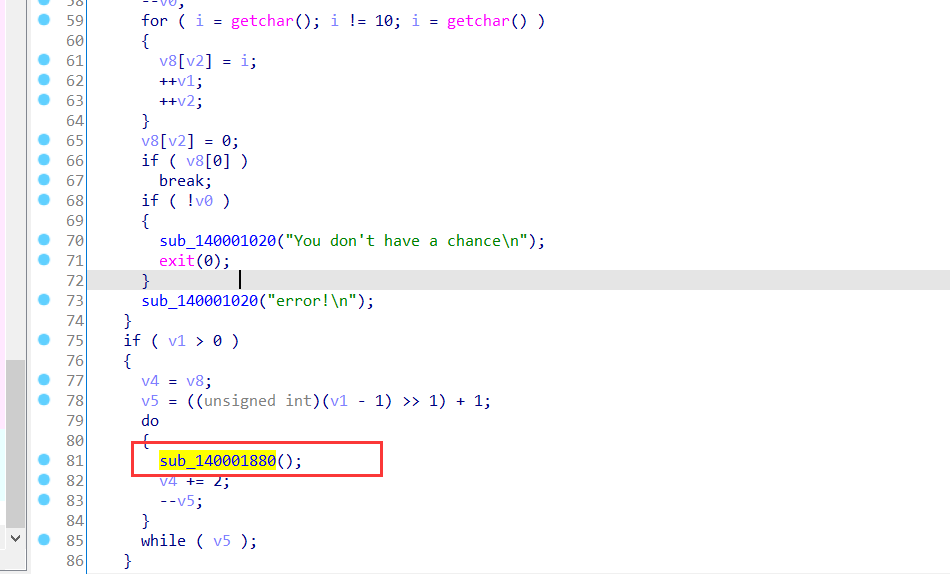 58 --v0;
59 for ( i = getchar(); i != 10; i = getchar() )
60 {
61 v8[v2] = i;
62 ++v1;
63 ++v2;
64 }
65 v8[v2] = 0;
66 if ( v8[0] )
67 break;
68 if ( !v0 )
69 {
70 sub_140001020("You don't have a chance\n");
71 exit(0);
72 }
73 sub_140001020("error!\n");
74 }
75 if ( v1 > 0 )
76 {
77 v4 = v8;
78 v5 = ((unsigned int)(v1 - 1) >> 1) + 1;
79 do
80 {
81 sub_140001880();
82 v4 += 2;
83 --v5;
84 }
85 while ( v5 );
86 }